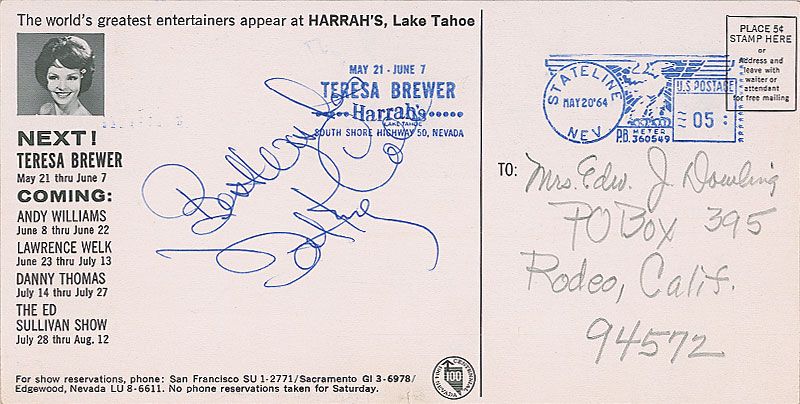 The world's greatest entertainers appear at HARRAH'S, Lake Tahoe
PLACE 5¢
STAMP HERE
or
Address and
leave with
waiter or
attendant
for free mailing
MAY 21 - JUNE 7
TERESA BREWER
Harrah's
LAKE TAHOE
SOUTH SHORE HIGHWAY 50, NEVADA
STATELINE
MAY 20 '64
NEV
U.S. POSTAGE
05
P.B. METER
360549
NEXT!
TERESA BREWER
May 21 thru June 7
COMING:
ANDY WILLIAMS
June 8 thru June 22
LAWRENCE WELK
June 23 thru July 13
DANNY THOMAS
July 14 thru July 27
THE ED
SULLIVAN SHOW
July 28 thru Aug. 12
TO:
Mrs. Edw. J. Dowling
PO Box 395
Rodeo, Calif.
94572
For show reservations, phone: San Francisco SU 1-2771/Sacramento GI 3-6978/
Edgewood, Nevada LU 8-6611. No phone reservations taken for Saturday.
NEVADA CENTENNIAL
100